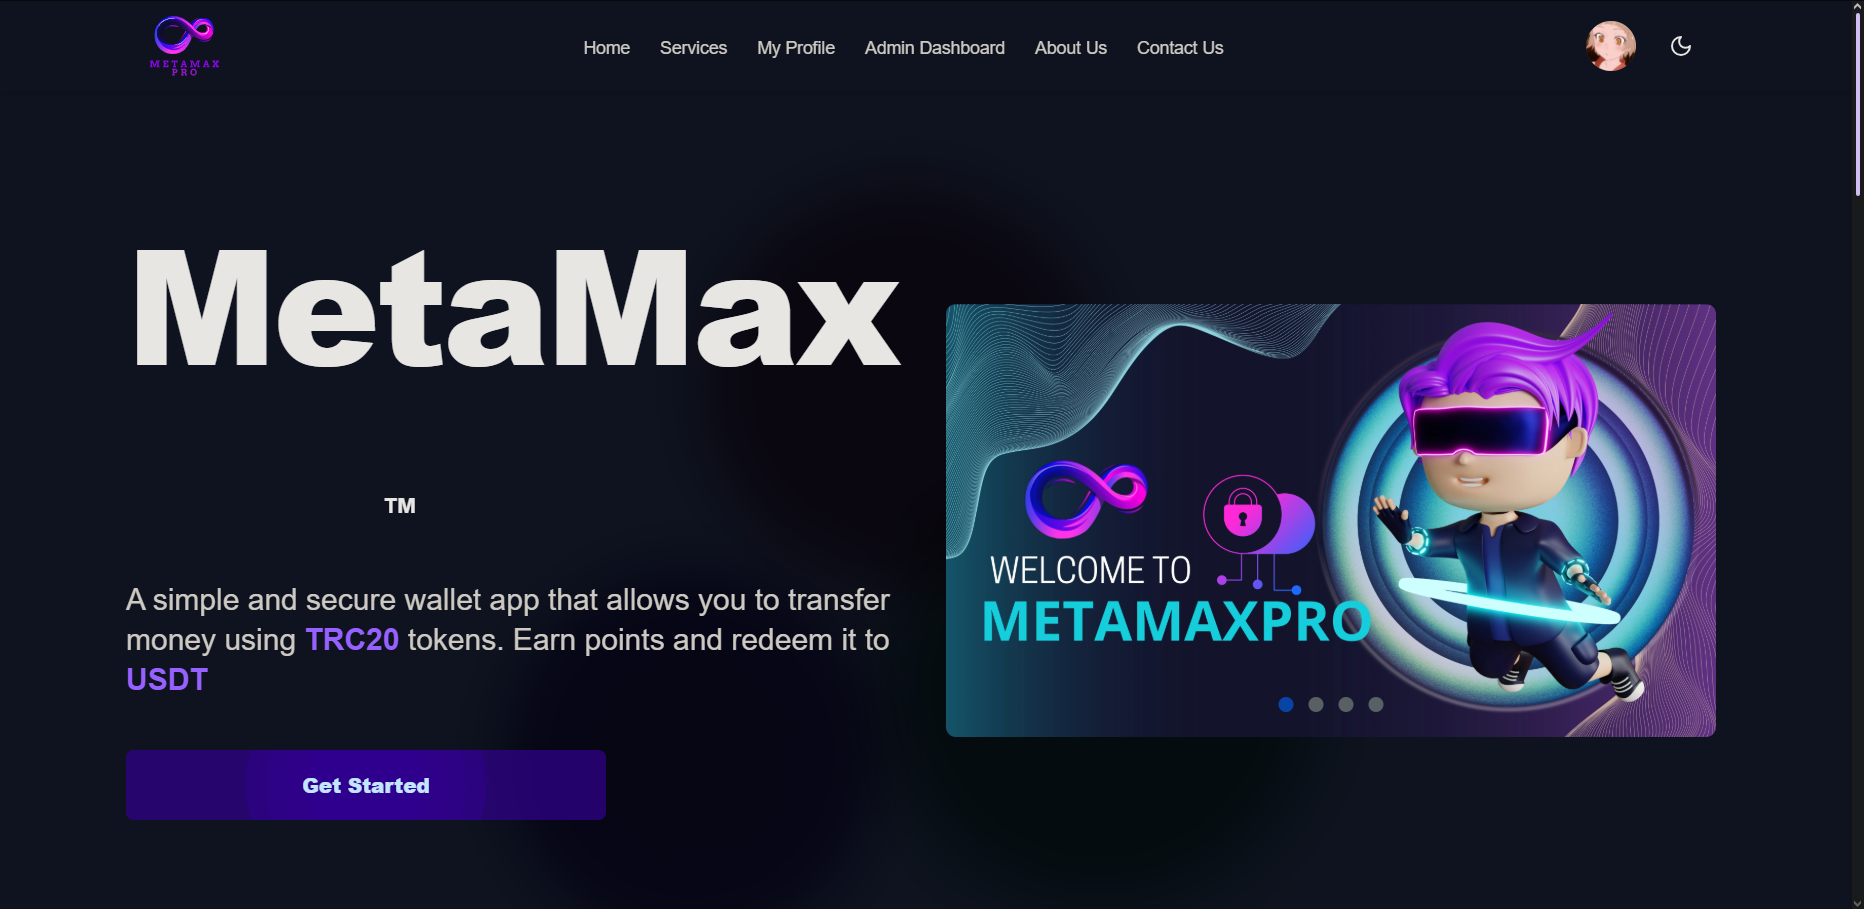 METAMAX
PRO
Home
Services
My Profile
Admin Dashboard
About Us
Contact Us
MetaMax
TM
A simple and secure wallet app that allows you to transfer
money using TRC20 tokens. Earn points and redeem it to
USDT
Get Started
WELCOME TO
METAMAXPRO